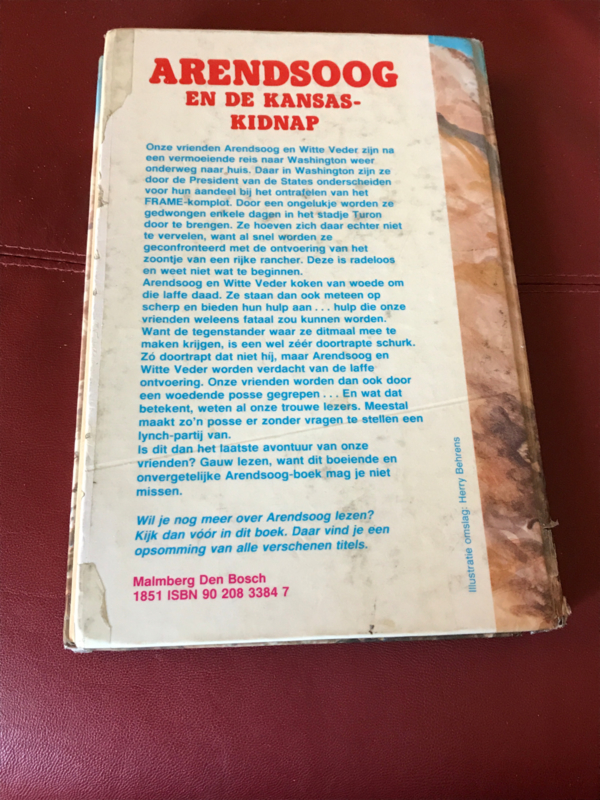 ARENDSOOG
EN DE KANSAS-
KIDNAP
Onze vrienden Arendsoog en Witte Veder zijn na
een vermoeiende reis naar Washington weer
onderweg naar huis. Daar in Washington zijn ze
door de President van de States onderscheiden
voor hun aandeel bij het ontrafelen van het
FRAME-komplot. Door een ongelukje worden ze
gedwongen enkele dagen in het stadje Turon
door te brengen. Ze hoeven zich daar echter niet
te vervelen, want al snel worden ze
geconfronteerd met de ontvoering van het
zoontje van een rijke rancher. Deze is radeloos
en weet niet wat te beginnen.
Arendsoog en Witte Veder koken van woede om
die laffe daad. Ze staan dan ook meteen op
scherp en bieden hun hulp aan . . . hulp die onze
vrienden weleens fataal zou kunnen worden.
Want de tegenstander waar ze ditmaal mee te
maken krijgen, is een wel zéér doortrapte schurk.
Zó doortrapt dat niet híj, maar Arendsoog en
Witte Veder worden verdacht van de laffe
ontvoering. Onze vrienden worden dan ook door
een woedende posse gegrepen . . . En wat dat
betekent, weten al onze trouwe lezers. Meestal
maakt zo'n posse er zonder vragen te stellen een
lynch-partij van.
Is dit dan het laatste avontuur van onze
vrienden? Gauw lezen, want dit boeiende en
onvergetelijke Arendsoog-boek mag je niet
missen.
Wil je nog meer over Arendsoog lezen?
Kijk dan vóór in dit boek. Daar vind je een
opsomming van alle verschenen titels.
Malmberg Den Bosch
1851 ISBN 90 208 3384 7
Illustratie omslag: Herry Behrens